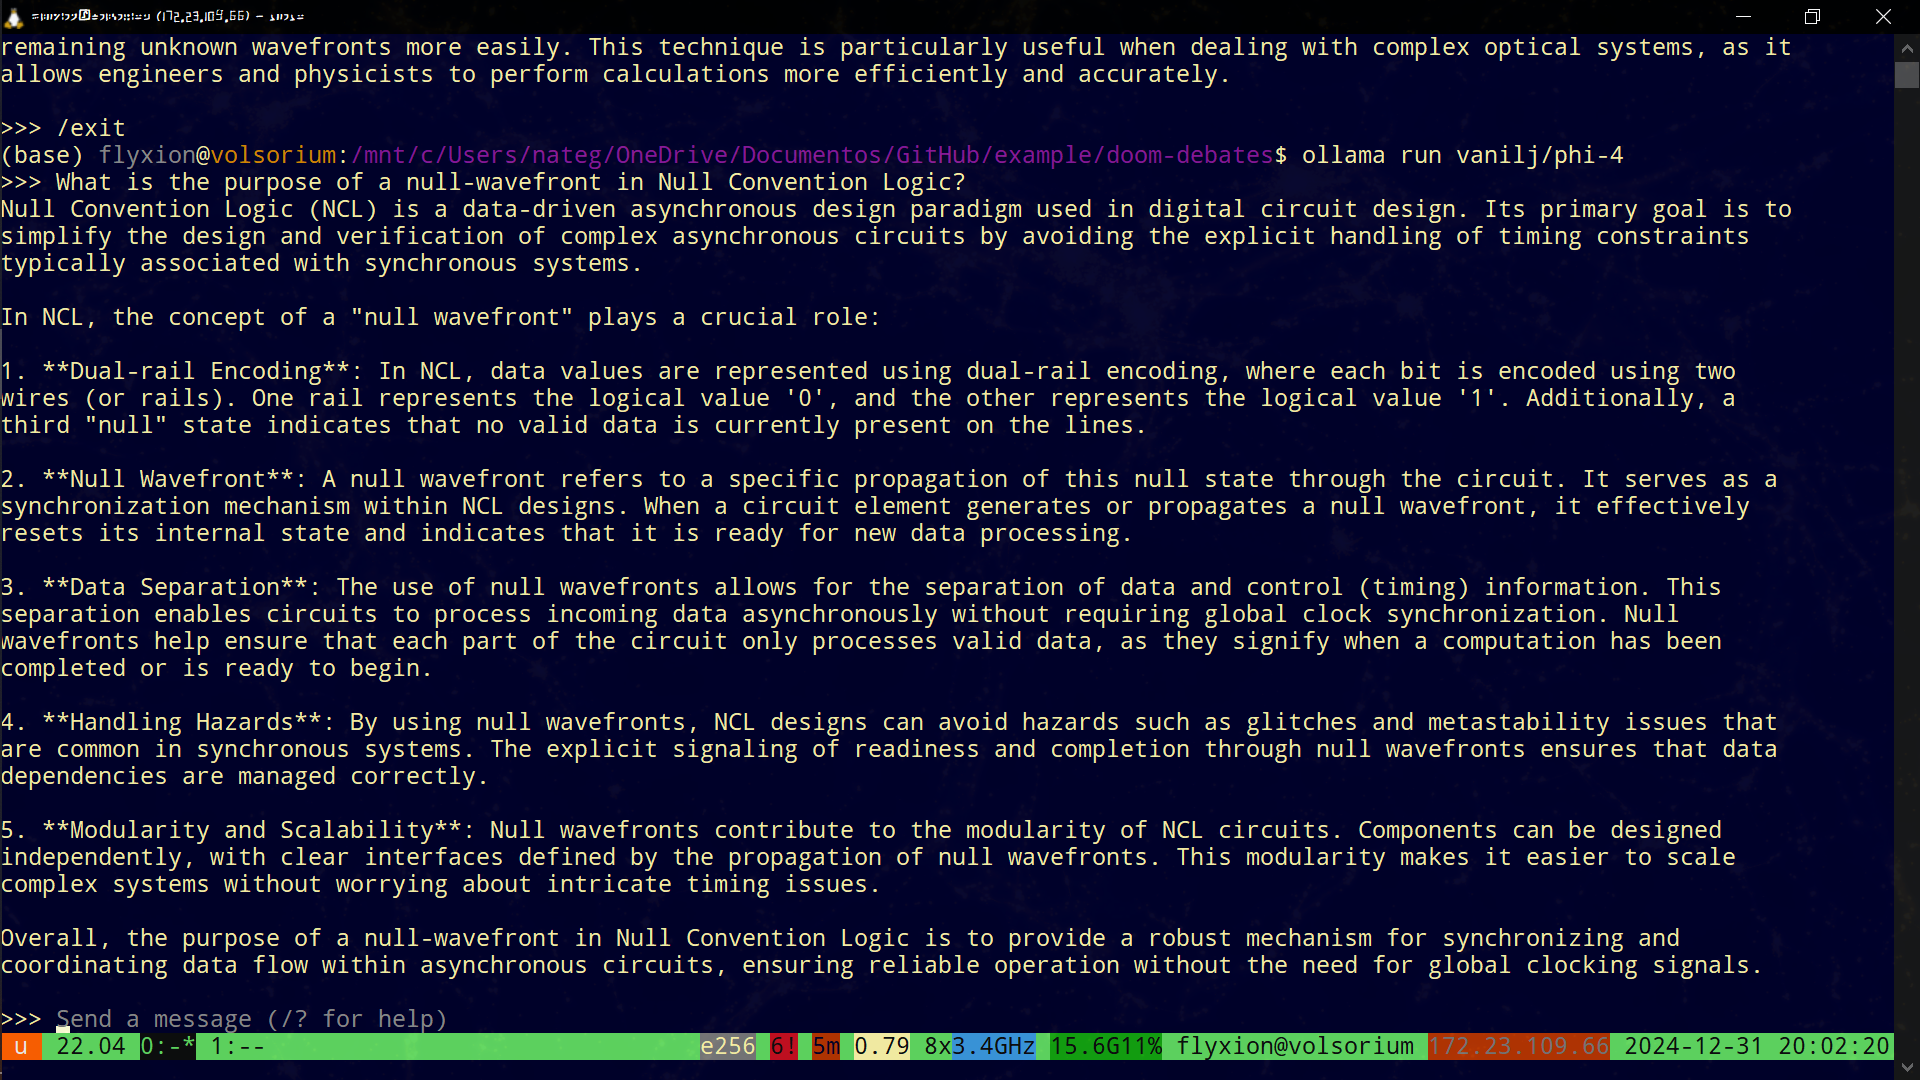 (172.23.109.66) -
remaining unknown wavefronts more easily. This technique is particularly useful when dealing with complex optical systems, as it
allows engineers and physicists to perform calculations more efficiently and accurately.
>>> /exit
(base) flyxion@volsorium:/mnt/c/Users/nateg/OneDrive/Documentos/GitHub/example/doom-debates$ ollama run vanilj/phi-4
>>> What is the purpose of a null-wavefront in Null Convention Logic?
Null Convention Logic (NCL) is a data-driven asynchronous design paradigm used in digital circuit design. Its primary goal is to
simplify the design and verification of complex asynchronous circuits by avoiding the explicit handling of timing constraints
typically associated with synchronous systems.
In NCL, the concept of a "null wavefront" plays a crucial role:
1. **Dual-rail Encoding**: In NCL, data values are represented using dual-rail encoding, where each bit is encoded using two
wires (or rails). One rail represents the logical value '0', and the other represents the logical value '1'. Additionally, a
third "null" state indicates that no valid data is currently present on the lines.
2. **Null Wavefront**: A null wavefront refers to a specific propagation of this null state through the circuit. It serves as a
synchronization mechanism within NCL designs. When a circuit element generates or propagates a null wavefront, it effectively
resets its internal state and indicates that it is ready for new data processing.
3. **Data Separation**: The use of null wavefronts allows for the separation of data and control (timing) information. This
separation enables circuits to process incoming data asynchronously without requiring global clock synchronization. Null
wavefronts help ensure that each part of the circuit only processes valid data, as they signify when a computation has been
completed or is ready to begin.
4. **Handling Hazards**: By using null wavefronts, NCL designs can avoid hazards such as glitches and metastability issues that
are common in synchronous systems. The explicit signaling of readiness and completion through null wavefronts ensures that data
dependencies are managed correctly.
5. **Modularity and Scalability**: Null wavefronts contribute to the modularity of NCL circuits. Components can be designed
independently, with clear interfaces defined by the propagation of null wavefronts. This modularity makes it easier to scale
complex systems without worrying about intricate timing issues.
Overall, the purpose of a null-wavefront in Null Convention Logic is to provide a robust mechanism for synchronizing and
coordinating data flow within asynchronous circuits, ensuring reliable operation without the need for global clocking signals.
>>> Send a message (/? for help)
u 22.04 0:-* 1:-- e256 6! 5m 0.79 8x3.4GHz 15.6G11% flyxion@volsorium 172.23.109.66 2024-12-31 20:02:20